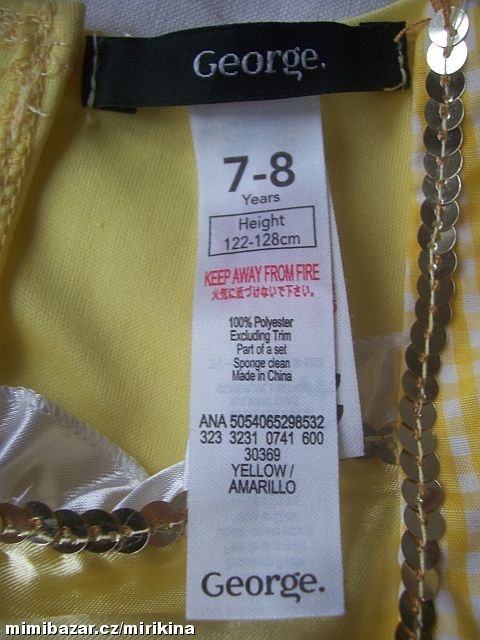 George.
7-8
Years
Height
122-128cm
KEEP AWAY FROM FIRE
火気に近づけないで下さい。
100% Polyester
Excluding Trim
Part of a set
Sponge clean
Made in China
ANA 5054065298532
323 3231 0741 600
30369
YELLOW /
AMARILLO
George.
mimibazar.cz/mirikina